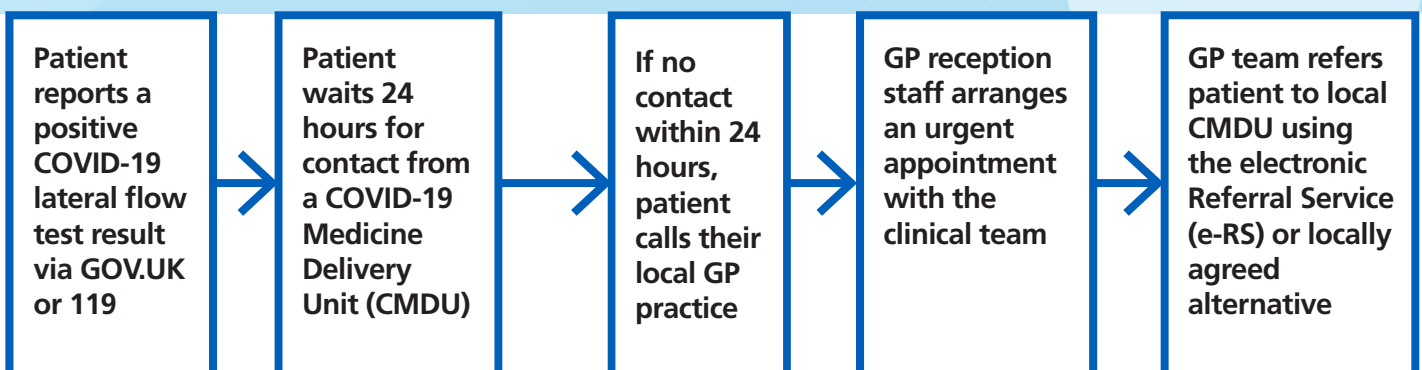 Patient
reports a
positive
COVID-19
lateral flow
test result
via GOV.UK
or 119
Patient
waits 24
hours for
contact from
a COVID-19
Medicine
Delivery
Unit (CMDU)
If no
contact
within 24
hours,
patient
calls their
local GP
practice
GP reception
staff arranges
an urgent
appointment
with the
clinical team
GP team refers
patient to local
CMDU using
the electronic
Referral Service
(e-RS) or locally
agreed
alternative